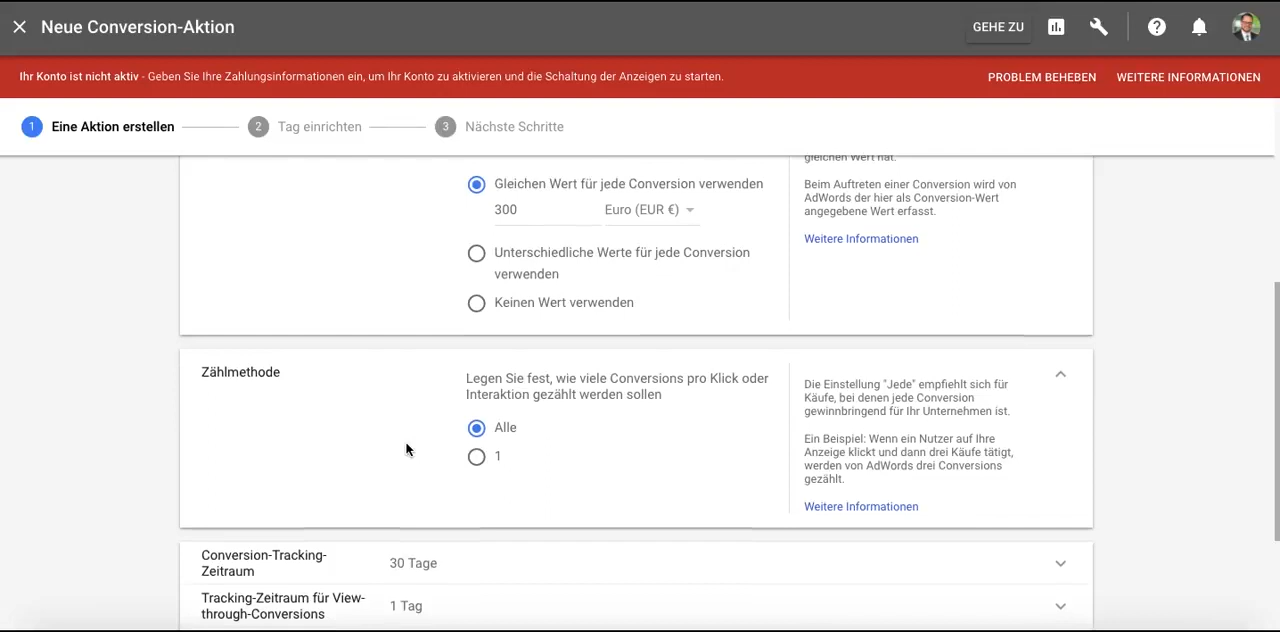 Neue Conversion-Aktion
GEHE ZU
Ihr Konto ist nicht aktiv - Geben Sie Ihre Zahlungsinformationen ein, um Ihr Konto zu aktivieren und die Schaltung der Anzeigen zu starten.
PROBLEM BEHEBEN
WEITERE INFORMATIONEN
1 Eine Aktion erstellen
2 Tag einrichten
3 Nächste Schritte
Gleichen Wert für jede Conversion verwenden
300
Euro (EUR €)
Unterschiedliche Werte für jede Conversion
verwenden
Keinen Wert verwenden
gleichen Wert hat.
Beim Auftreten einer Conversion wird von
AdWords der hier als Conversion-Wert
angegebene Wert erfasst.
Weitere Informationen
Zählmethode
Legen Sie fest, wie viele Conversions pro Klick oder
Interaktion gezählt werden sollen
Alle
1
Die Einstellung "Jede" empfiehlt sich für
Käufe, bei denen jede Conversion
gewinnbringend für Ihr Unternehmen ist.
Ein Beispiel: Wenn ein Nutzer auf Ihre
Anzeige klickt und dann drei Käufe tätigt,
werden von AdWords drei Conversions
gezählt.
Weitere Informationen
Conversion-Tracking-
Zeitraum
30 Tage
Tracking-Zeitraum für View-
through-Conversions
1 Tag